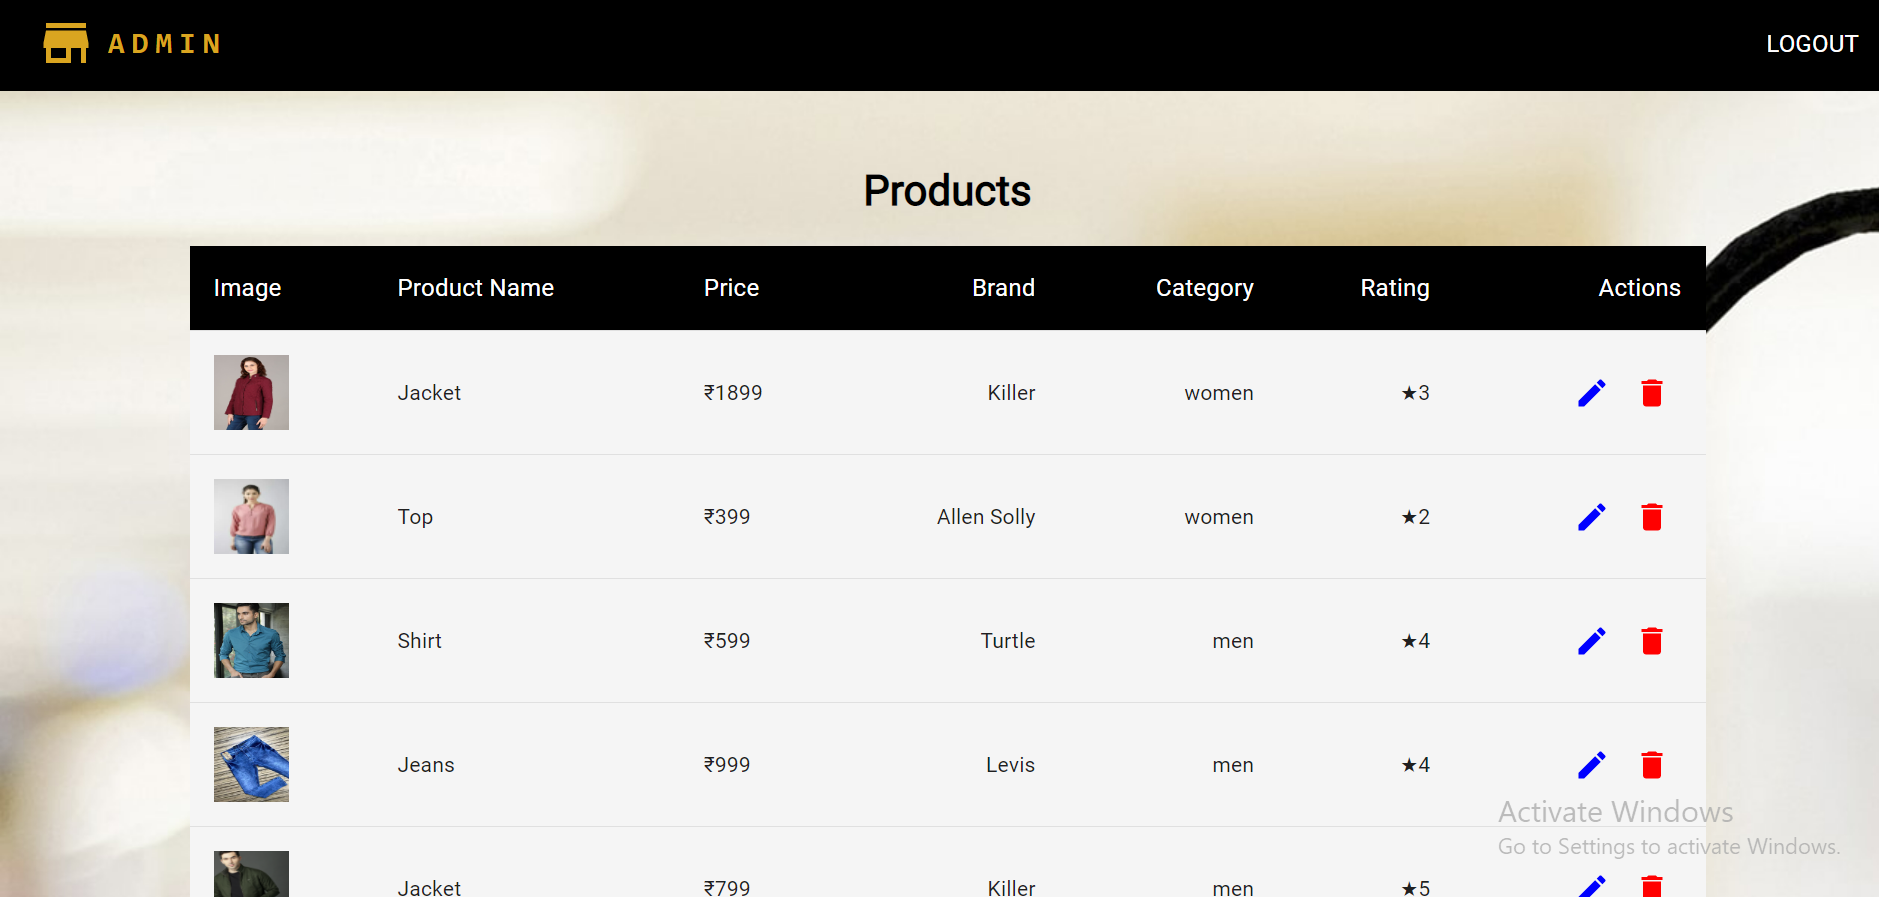 ADMIN
LOGOUT
Products
Image Product Name Price Brand Category Rating Actions
Jacket ₹1899 Killer women ★3
Top ₹399 Allen Solly women ★2
Shirt ₹599 Turtle men ★4
Jeans ₹999 Levis men ★4
Activate Windows
Go to Settings to activate Windows.
Jacket ₹799 Killer men ★5